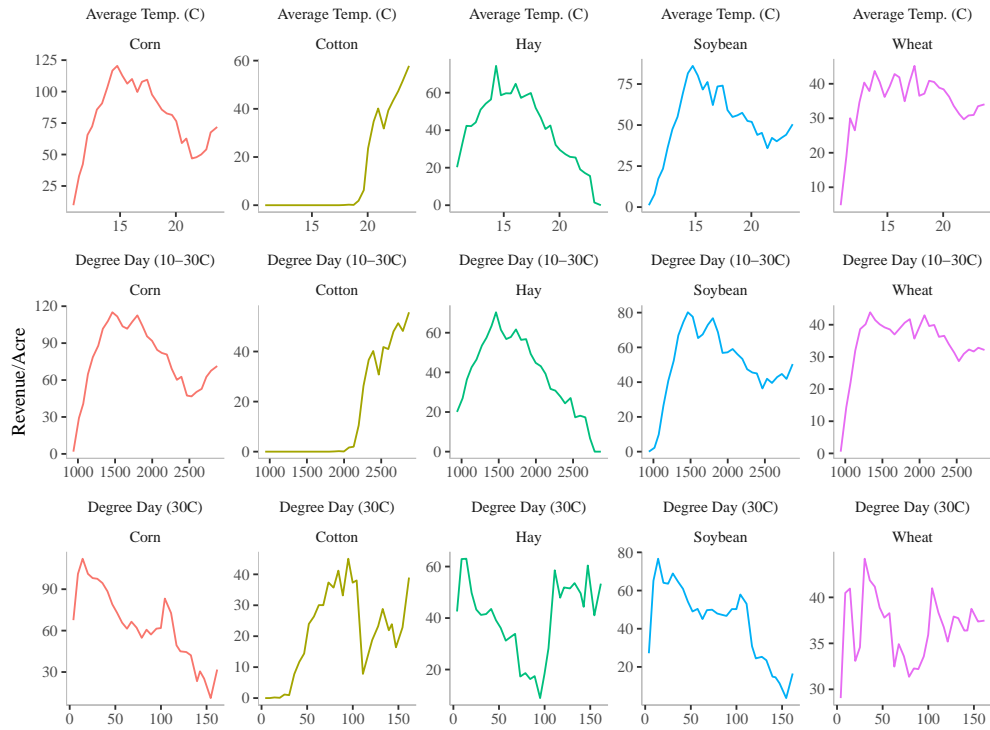 Average Temp. (C) Average Temp. (C) Average Temp. (C) Average Temp. (C) Average Temp. (C)
Corn Cotton Hay Soybean Wheat
125 100 75 50 25
60 40 20 0
60 40 20 0
75 50 25 0
40 30 20 10
15 20 15 20 15 20 15 20 15 20
Degree Day (10–30C) Degree Day (10–30C) Degree Day (10–30C) Degree Day (10–30C) Degree Day (10–30C)
Corn Cotton Hay Soybean Wheat
Revenue/Acre
120 90 60 30 0
40 20 0
60 40 20 0
80 60 40 20 0
40 30 20 10 0
1000 1500 2000 2500 1000 1500 2000 2500 1000 1500 2000 2500 1000 1500 2000 2500 1000 1500 2000 2500
Degree Day (30C) Degree Day (30C) Degree Day (30C) Degree Day (30C) Degree Day (30C)
Corn Cotton Hay Soybean Wheat
90 60 30
40 30 20 10 0
60 40 20
80 60 40 20
40 35 30
0 50 100 150 0 50 100 150 0 50 100 150 0 50 100 150 0 50 100 150